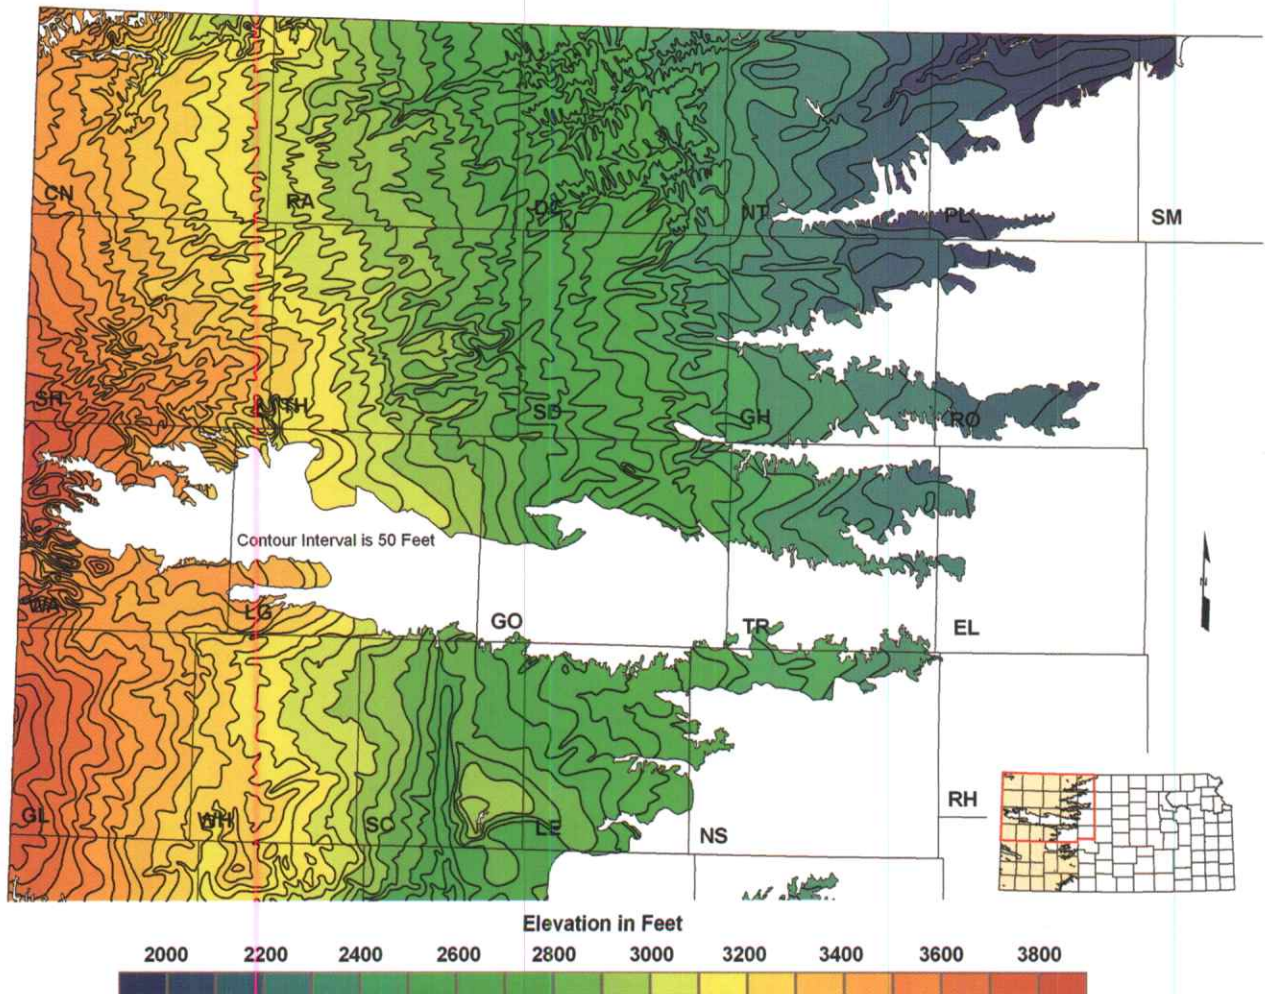 CN
RA
DC
NT
PL
SM
SH
TH
SD
GH
RO
Contour Interval is 50 Feet
N
WA
LG
GO
TR
EL
GL
WH
SC
LE
NS
RH
Elevation in Feet
2000 2200 2400 2600 2800 3000 3200 3400 3600 3800